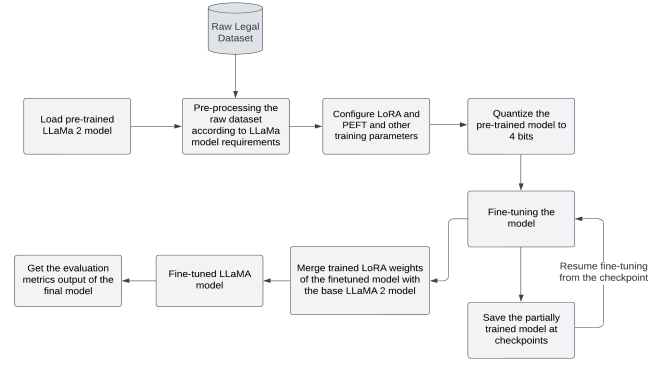 Raw Legal
Dataset
Load pre-trained
LLaMa 2 model
Pre-processing the
raw dataset
according to LLaMa
model requirements
Configure LoRA and
PEFT and other
training parameters
Quantize the
pre-trained model to
4 bits
Fine-tuning the
model
Resume fine-tuning
from the checkpoint
Save the partially
trained model at
checkpoints
Merge trained LoRA weights
of the finetuned model with
the base LLaMA 2 model
Fine-tuned LLaMA
model
Get the evaluation
metrics output of the
final model